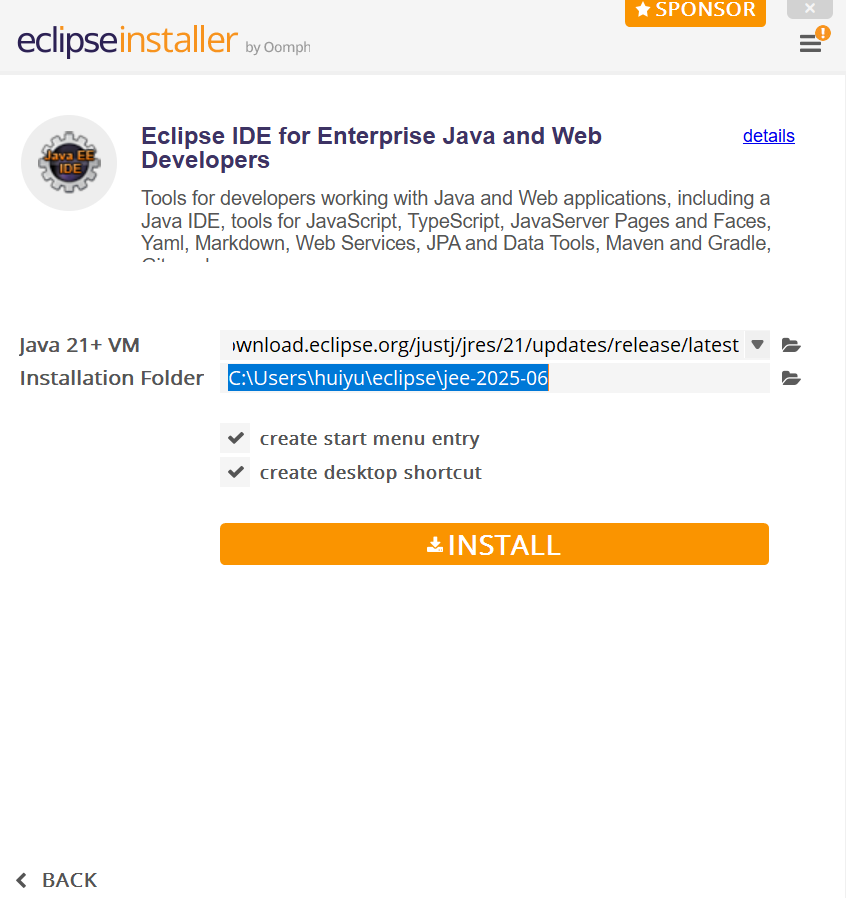 SPONSOR
eclipseinstaller by Oomph
Java EE
IDE
Eclipse IDE for Enterprise Java and Web
Developers
details
Tools for developers working with Java and Web applications, including a
Java IDE, tools for JavaScript, TypeScript, JavaServer Pages and Faces,
Yaml, Markdown, Web Services, JPA and Data Tools, Maven and Gradle,
Java 21+ VM
ownload.eclipse.org/justj/jres/21/updates/release/latest
Installation Folder
C:\Users\huiyu\eclipse\jee-2025-06
create start menu entry
create desktop shortcut
INSTALL
BACK